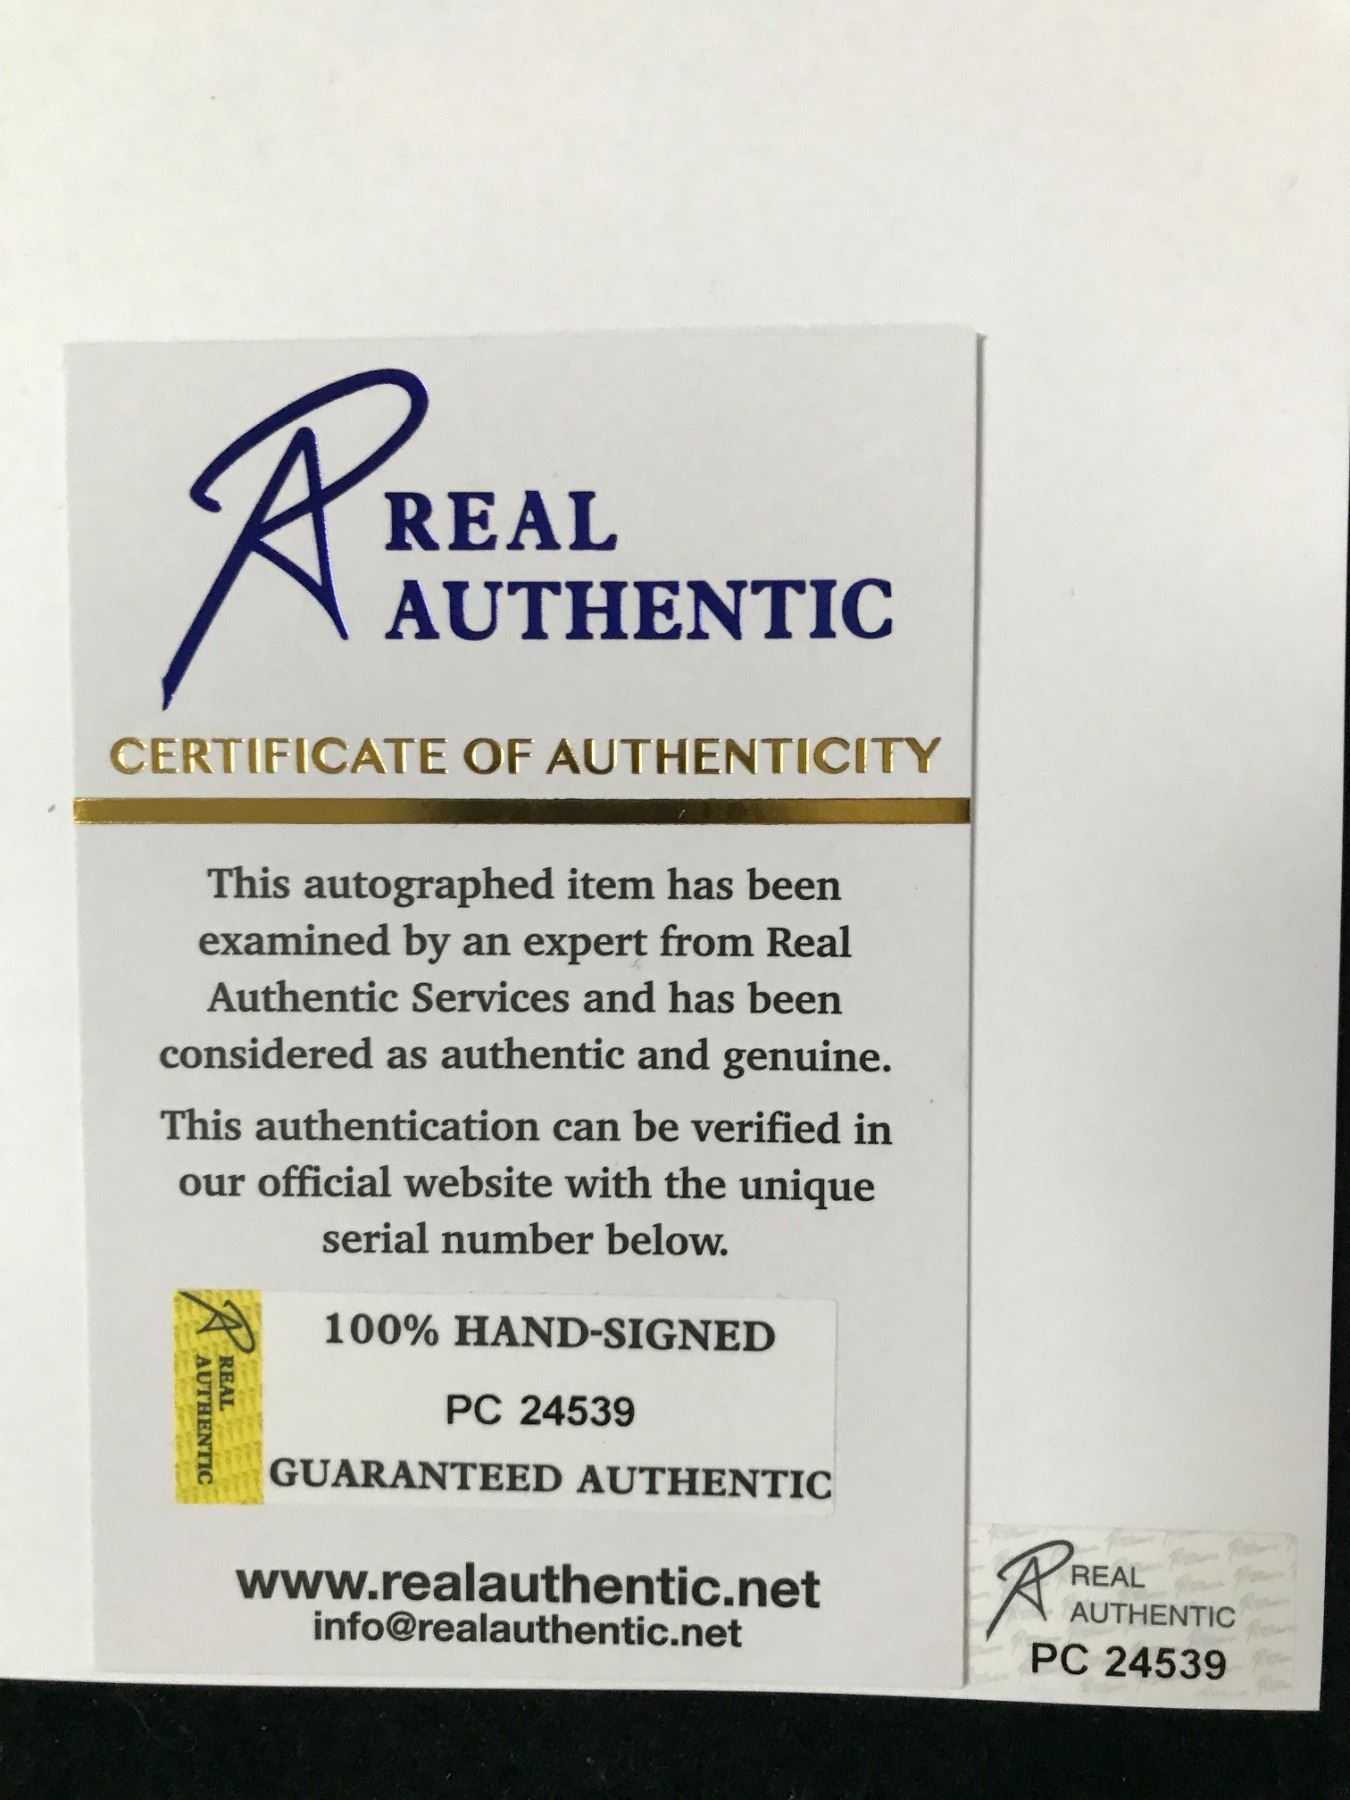 REAL
AUTHENTIC
CERTIFICATE OF AUTHENTICITY
This autographed item has been
examined by an expert from Real
Authentic Services and has been
considered as authentic and genuine.
This authentication can be verified in
our official website with the unique
serial number below.
REAL
AUTHENTIC
100% HAND-SIGNED
PC 24539
GUARANTEED AUTHENTIC
www.realauthentic.net
info@realauthentic.net
REAL
AUTHENTIC
PC 24539